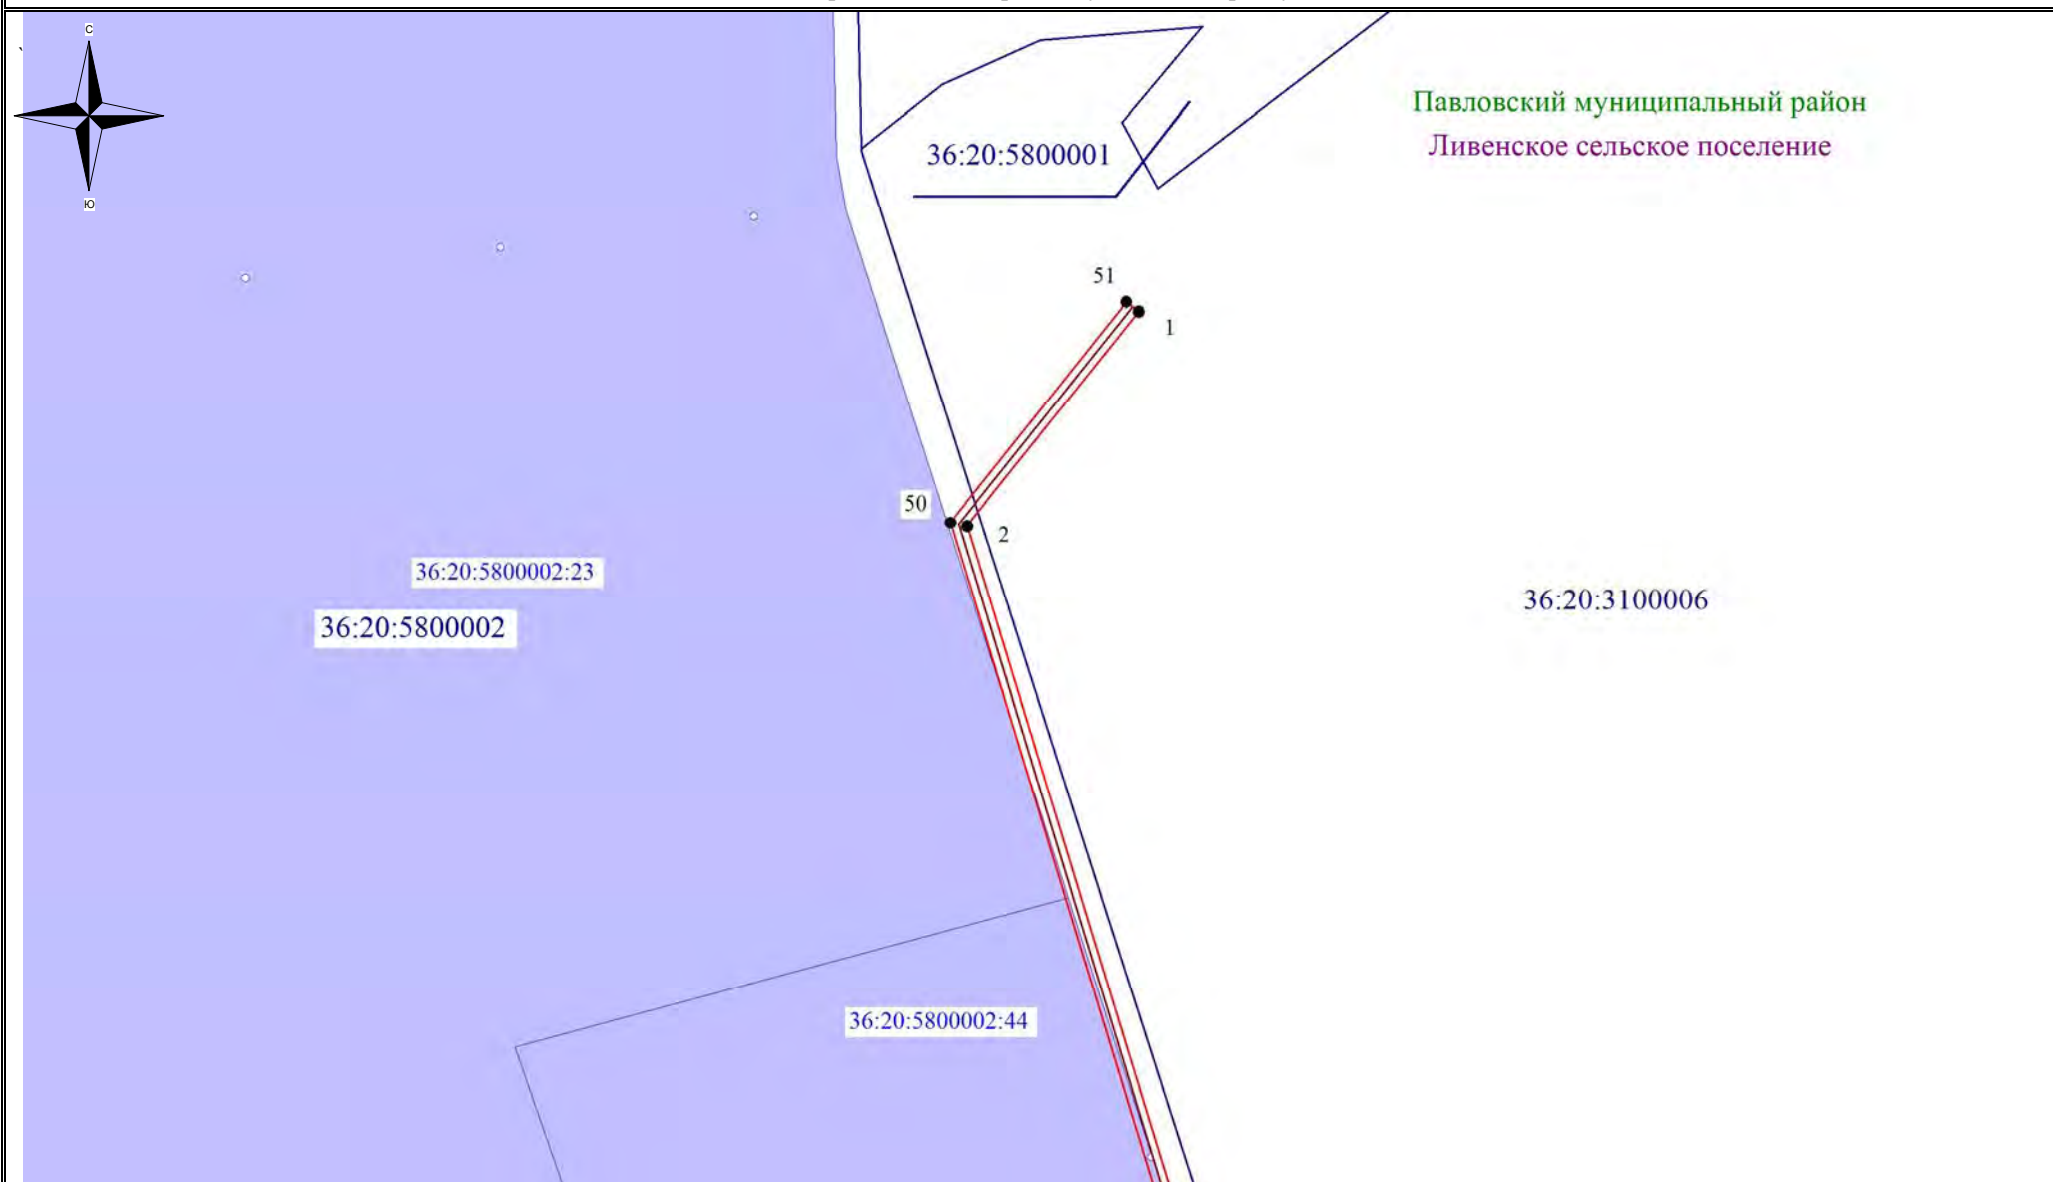 С
Ю
Павловский муниципальный район
Ливенское сельское поселение
36:20:5800001
51
1
50
2
36:20:5800002:23
36:20:5800002
36:20:3100006
36:20:5800002:44